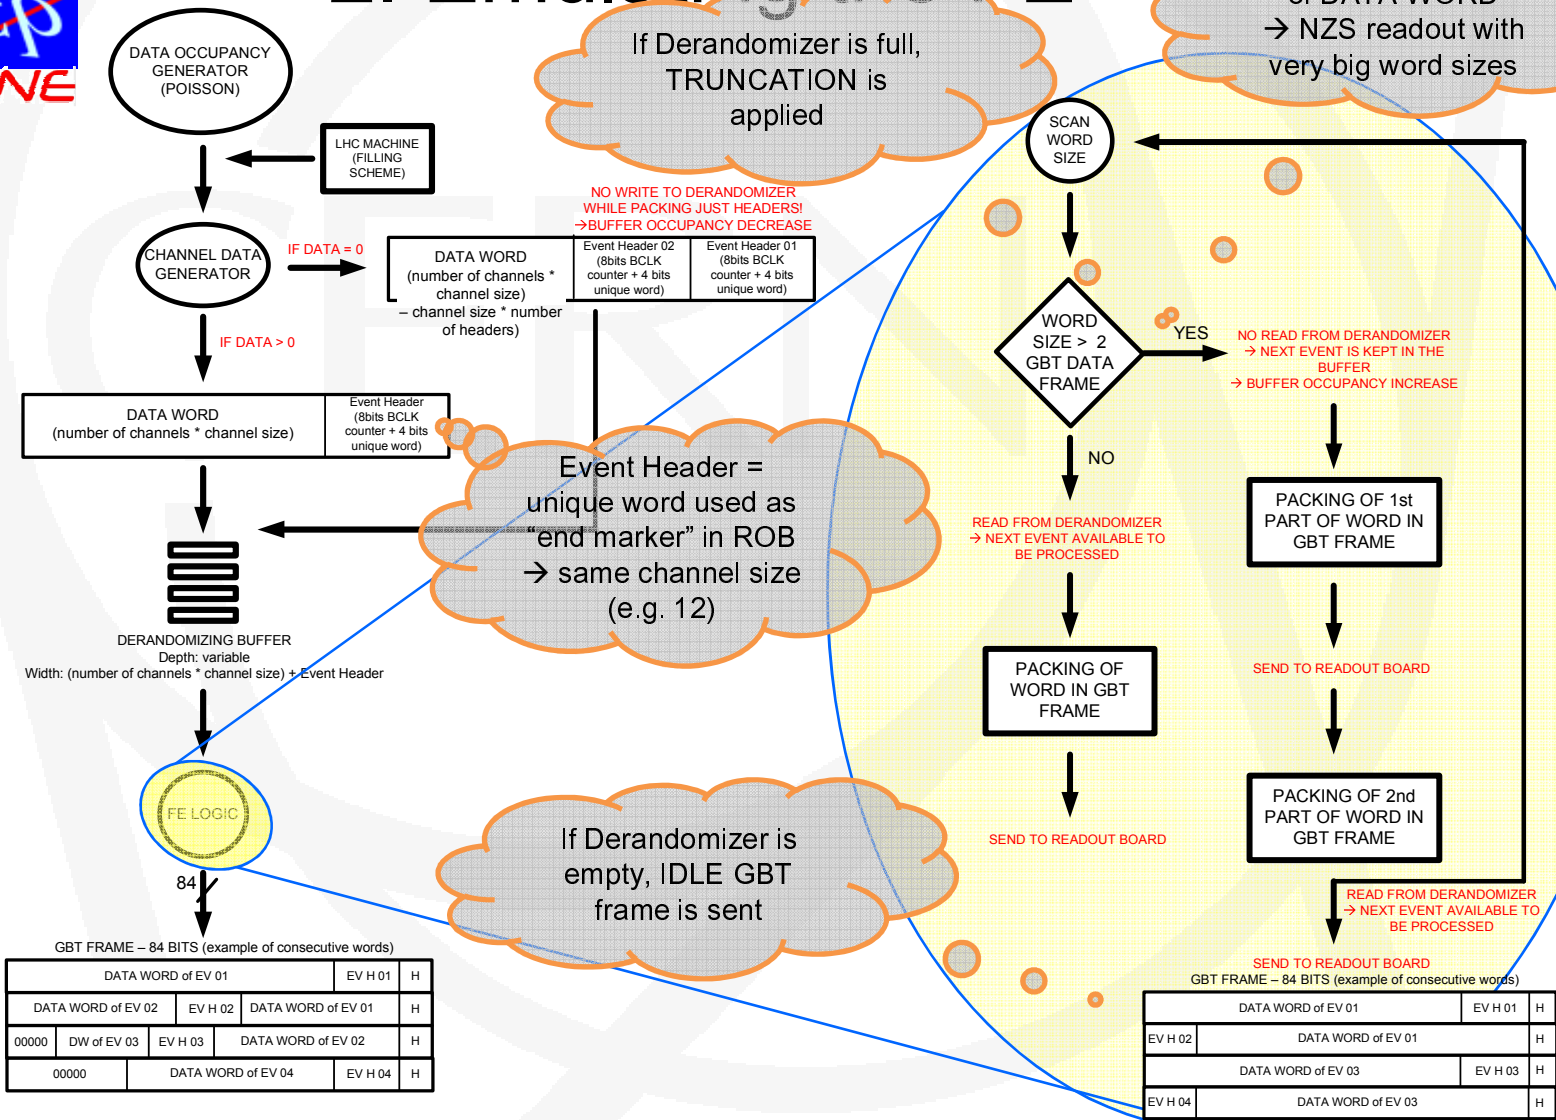 NE
DATA OCCUPANCY
GENERATOR
(POISSON)
LHC MACHINE
(FILLING
SCHEME)
If Derandomizer is full,
TRUNCATION is
applied
of DATA WORD
→ NZS readout with
very big word sizes
SCAN
WORD
SIZE
NO WRITE TO DERANDOMIZER
WHILE PACKING JUST HEADERS!
→BUFFER OCCUPANCY DECREASE
CHANNEL DATA
GENERATOR
IF DATA = 0
DATA WORD
(number of channels *
channel size)
– channel size * number
of headers)
Event Header 02
(8bits BCLK
counter + 4 bits
unique word)
Event Header 01
(8bits BCLK
counter + 4 bits
unique word)
IF DATA > 0
DATA WORD
(number of channels * channel size)
Event Header
(8bits BCLK
counter + 4 bits
unique word)
Event Header =
unique word used as
“end marker” in ROB
→ same channel size
(e.g. 12)
DERANDOMIZING BUFFER
Depth: variable
Width: (number of channels * channel size) + Event Header
FE LOGIC
84
If Derandomizer is
empty, IDLE GBT
frame is sent
GBT FRAME – 84 BITS (example of consecutive words)
DATA WORD of EV 01 EV H 01 H
DATA WORD of EV 02 EV H 02 DATA WORD of EV 01 H
00000 DW of EV 03 EV H 03 DATA WORD of EV 02 H
00000 DATA WORD of EV 04 EV H 04 H
WORD
SIZE > 2
GBT DATA
FRAME
YES
NO READ FROM DERANDOMIZER
→ NEXT EVENT IS KEPT IN THE
BUFFER
→ BUFFER OCCUPANCY INCREASE
NO
READ FROM DERANDOMIZER
→ NEXT EVENT AVAILABLE TO
BE PROCESSED
PACKING OF
WORD IN GBT
FRAME
SEND TO READOUT BOARD
PACKING OF 1st
PART OF WORD IN
GBT FRAME
SEND TO READOUT BOARD
PACKING OF 2nd
PART OF WORD IN
GBT FRAME
READ FROM DERANDOMIZER
→ NEXT EVENT AVAILABLE TO
BE PROCESSED
SEND TO READOUT BOARD
GBT FRAME – 84 BITS (example of consecutive words)
DATA WORD of EV 01 EV H 01 H
EV H 02 DATA WORD of EV 01 H
DATA WORD of EV 03 EV H 03 H
EV H 04 DATA WORD of EV 03 H